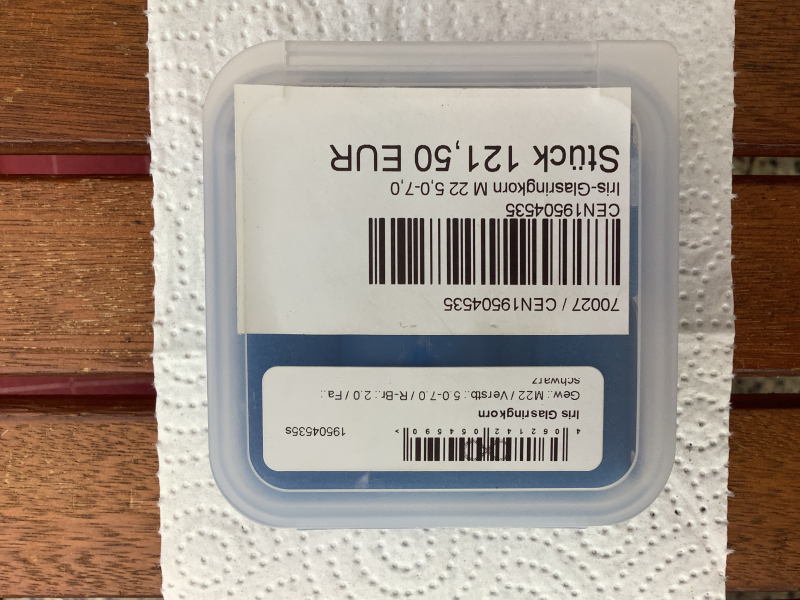 4 062142 054590 >
19504535s
Iris Glasringkorn
Gew.: M22 / Verstb.: 5.0-7.0 / R-Br.: 2.0 / Fa.:
schwarz
70027 / CEN19504535
CEN19504535
Iris-Glasringkorn M 22 5,0-7,0
Stück 121,50 EUR